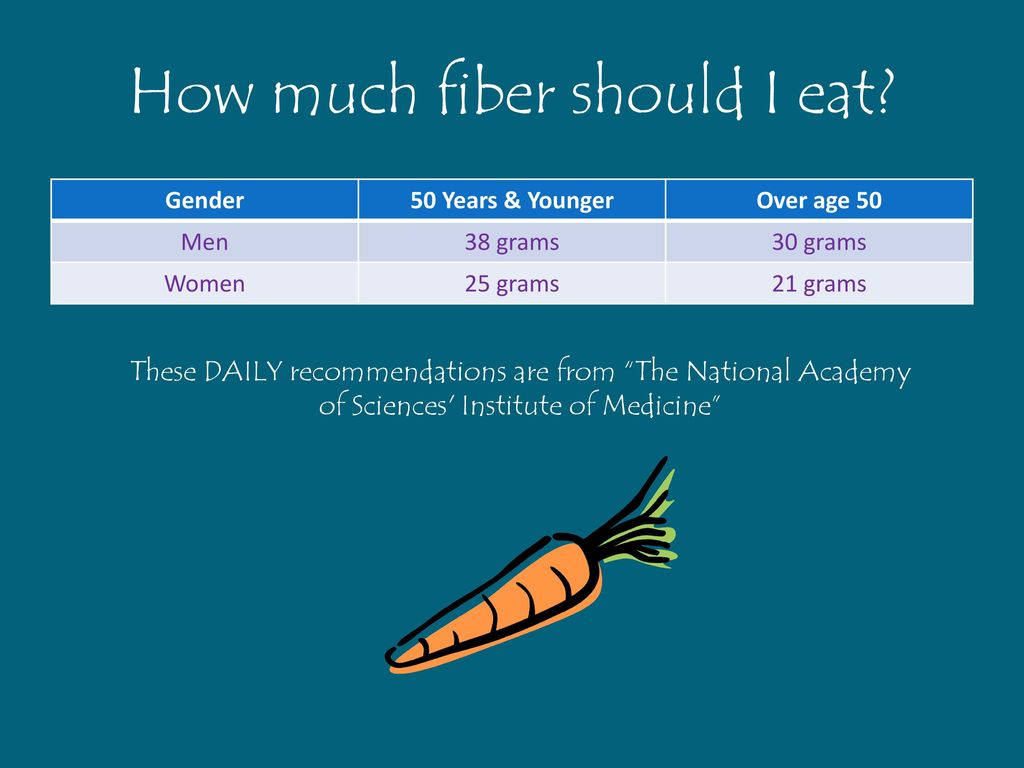 How much fiber should I eat?
Gender 50 Years & Younger Over age 50
Men 38 grams 30 grams
Women 25 grams 21 grams
These DAILY recommendations are from “The National Academy
of Sciences’ Institute of Medicine”